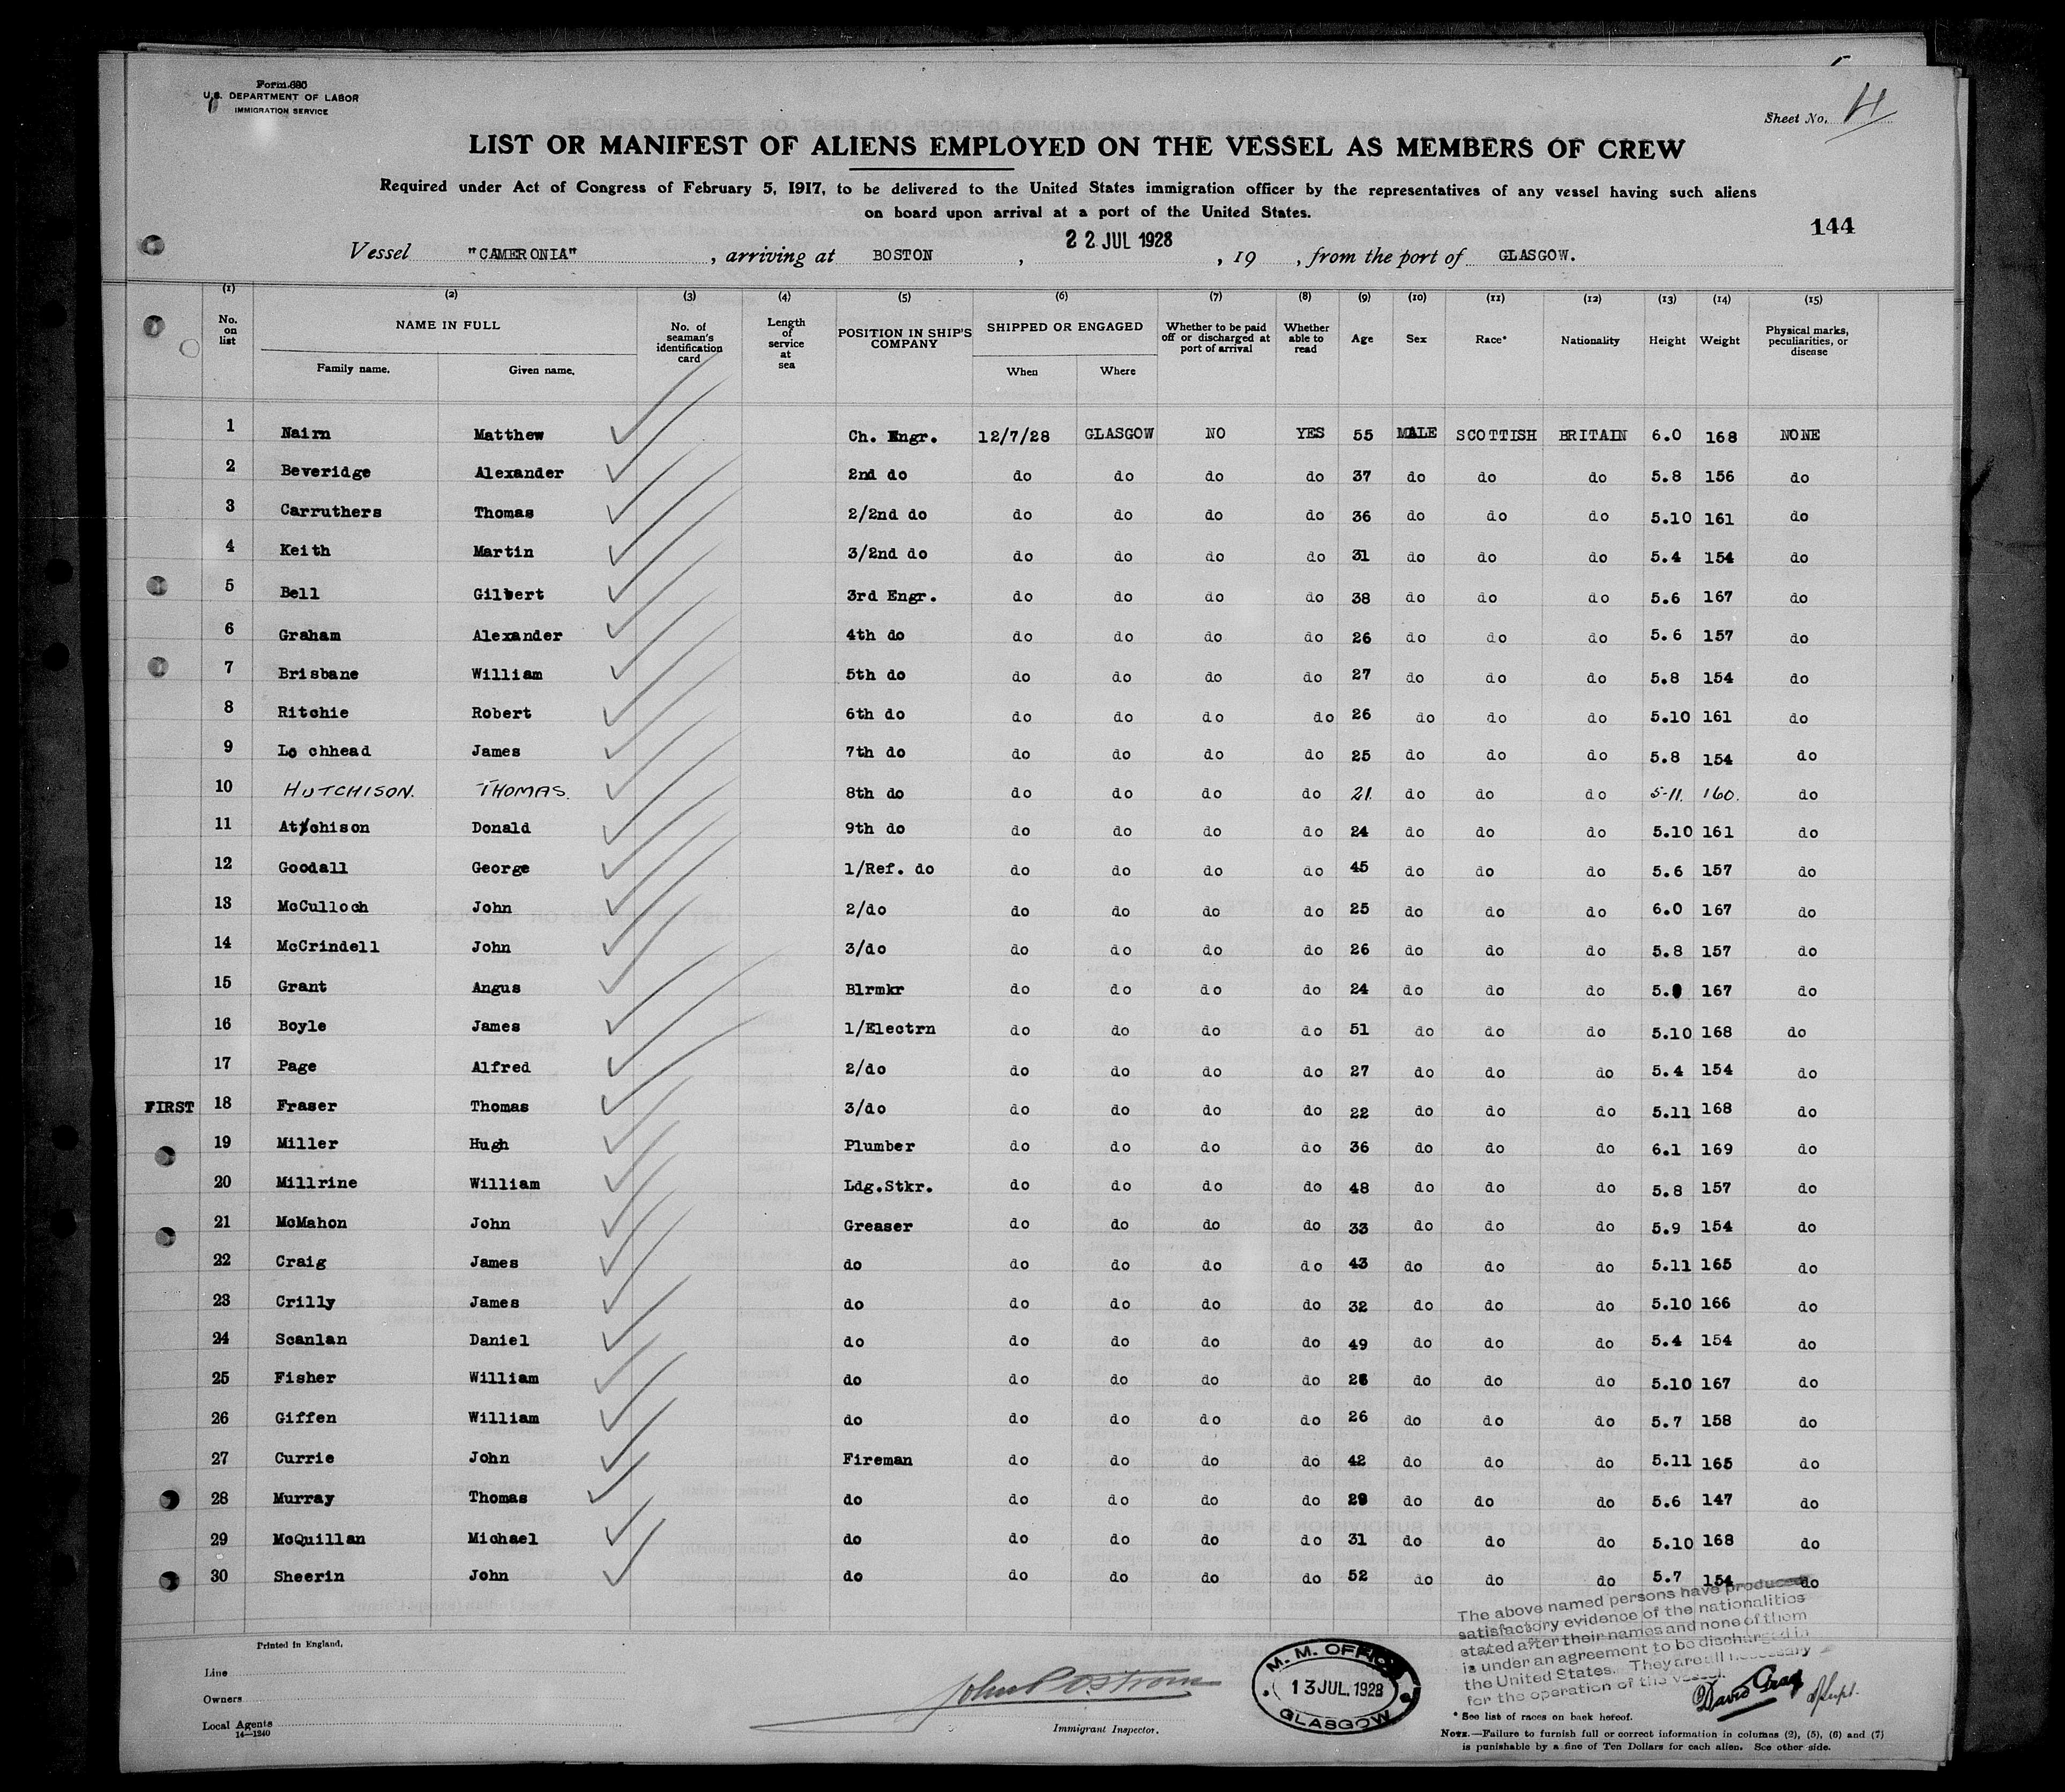 Form 680
U.S. DEPARTMENT OF LABOR
IMMIGRATION SERVICE
Sheet No. H
LIST OR MANIFEST OF ALIENS EMPLOYED ON THE VESSEL AS MEMBERS OF CREW
Required under Act of Congress of February 5, 1917, to be delivered to the United States immigration officer by the representatives of any vessel having such aliens
on board upon arrival at a port of the United States.
144
Vessel "CAMERONIA", arriving at BOSTON, 22 JUL 1928, 19 , from the port of GLASGOW.
(1) (2) (3) (4) (5) (6) (7) (8) (9) (10) (11) (12) (13) (14) (15)
No. on list NAME IN FULL Family name. Given name. No. of seaman's identification card Length of service at sea POSITION IN SHIP'S COMPANY SHIPPED OR ENGAGED When Where Whether to be paid off or discharged at port of arrival Whether able to read Age Sex Race* Nationality Height Weight Physical marks, peculiarities, or disease
1 Nairn Matthew Ch. Engr. 12/7/28 GLASGOW NO YES 55 MALE SCOTTISH BRITAIN 6.0 168 NONE
2 Beveridge Alexander 2nd do do do do do 37 do do do 5.8 156 do
3 Carruthers Thomas 2/2nd do do do do do 36 do do do 5.10 161 do
4 Keith Martin 3/2nd do do do do do 31 do do do 5.4 154 do
5 Bell Gilbert 3rd Engr. do do do do 38 do do do 5.6 167 do
6 Graham Alexander 4th do do do do do 26 do do do 5.6 157 do
7 Brisbane William 5th do do do do do 27 do do do 5.8 154 do
8 Ritchie Robert 6th do do do do do 26 do do do 5.10 161 do
9 Lo chhead James 7th do do do do do 25 do do do 5.8 154 do
10 HUTCHISON. THOMAS. 8th do do do do do 21. do do do 5-11. 160. do
11 Atchison Donald 9th do do do do do 24 do do do 5.10 161 do
12 Goodall George 1/Ref. do do do do do 45 do do do 5.6 157 do
13 McCulloch John 2/do do do do do 25 do do do 6.0 167 do
14 McCrindell John 3/do do do do do 26 do do do 5.8 157 do
15 Grant Angus Blrmkr do do do do 24 do do do 5. 167 do
16 Boyle James 1/Electrn do do do do 51 do do do 5.10 168 do
17 Page Alfred 2/do do do do do 27 do do do 5.4 154 do
FIRST 18 Fraser Thomas 3/do do do do do 22 do do do 5.11 168 do
19 Miller Hugh Plumber do do do do 36 do do do 6.1 169 do
20 Millrine William Ldg.Stkr. do do do do 48 do do do 5.8 157 do
21 McMahon John Greaser do do do do 33 do do do 5.9 154 do
22 Craig James do do do do do 43 do do do 5.11 165 do
23 Crilly James do do do do do 32 do do do 5.10 166 do
24 Scanlan Daniel do do do do do 49 do do do 5.4 154 do
25 Fisher William do do do do do do do do 5.10 167 do
26 Giffen William do do do do do 26 do do do 5.7 158 do
27 Currie John Fireman do do do do 42 do do do 5.11 165 do
28 Murray Thomas do do do do do do do do 5.6 147 do
29 McQuillan Michael do do do do do 31 do do do 5.10 168 do
30 Sheerin John do do do do do 52 do do do 5.7 154 do
The above named persons have produced
satisfactory evidence of the nationalities
stated after their names and none of them
is under an agreement to be discharged in
the United States. They are all necessary
for the operation of the vessel.
David Gray
Printed in England.
Line
Owners
Local Agents
14-1240
Immigrant Inspector.
M. M. OFFICE
13 JUL. 1928
GLASGOW
* See list of races on back hereof.
NOTE.—Failure to furnish full or correct information in columns (2), (5), (6) and (7)
is punishable by a fine of Ten Dollars for each alien. See other side.